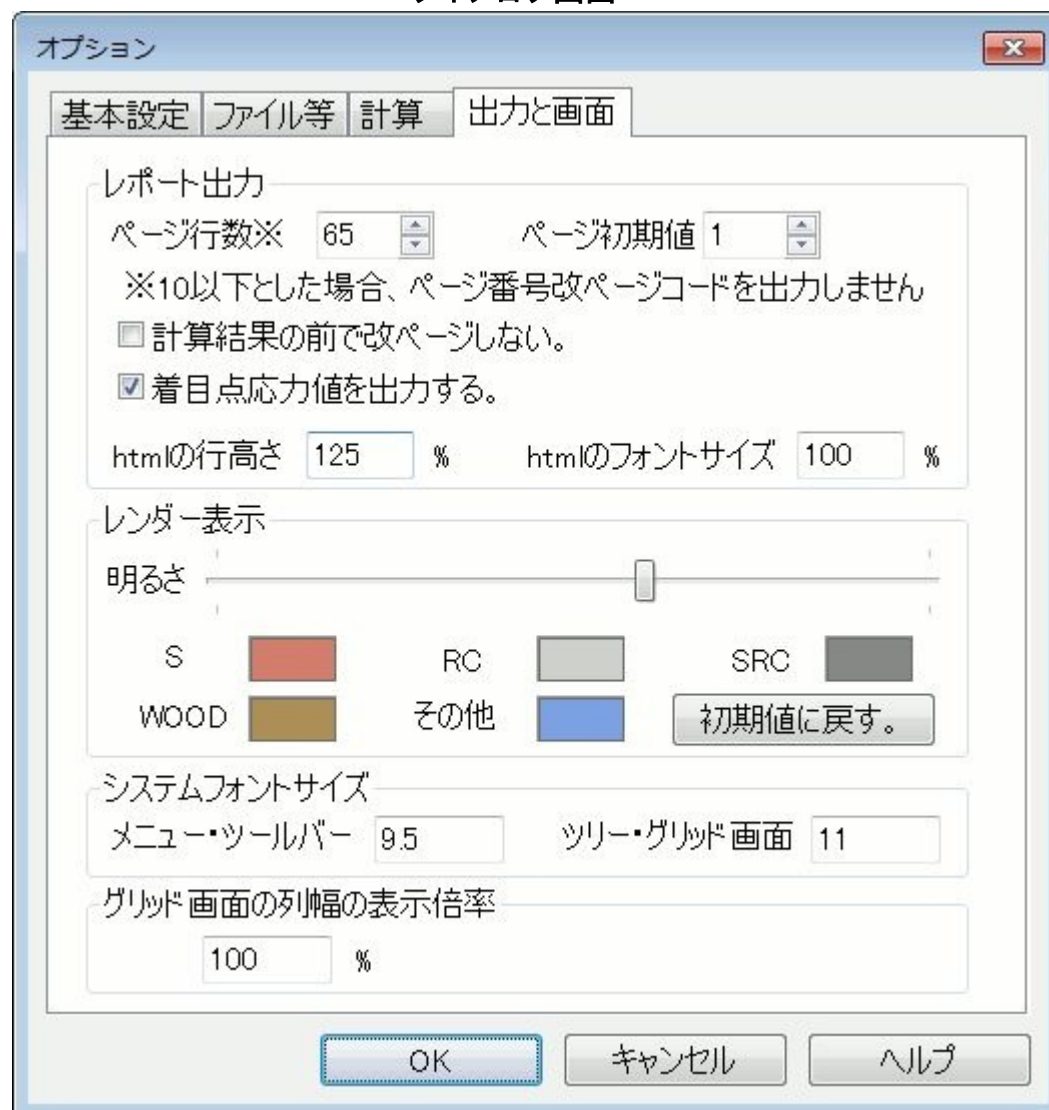 オプション
基本設定 ファイル等 計算 出力と画面
レポート出力
ページ行数※ 65 ページ初期値 1
※10以下とした場合、ページ番号改ページコードを出力しません
計算結果の前で改ページしない。
着目点応力値を出力する。
htmlの行高さ 125 % htmlのフォントサイズ 100 %
レンダー表示
明るさ
S RC SRC
WOOD その他 初期値に戻す。
システムフォントサイズ
メニュー・ツールバー 9.5 ツリー・グリッド画面 11
グリッド画面の列幅の表示倍率
100 %
OK キャンセル ヘルプ